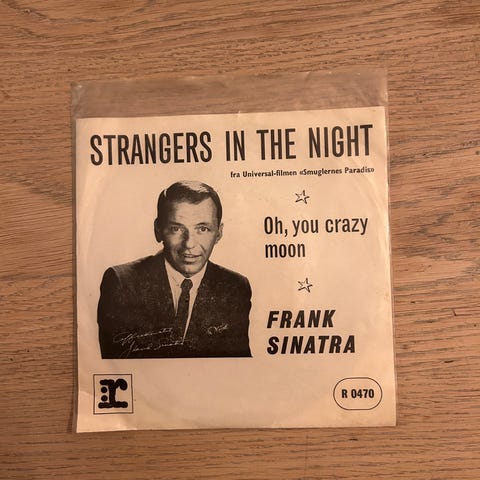 STRANGERS IN THE NIGHT
fra Universal-filmen «Smuglernes Paradis»
Oh, you crazy
moon
FRANK
SINATRA
r
R 0470